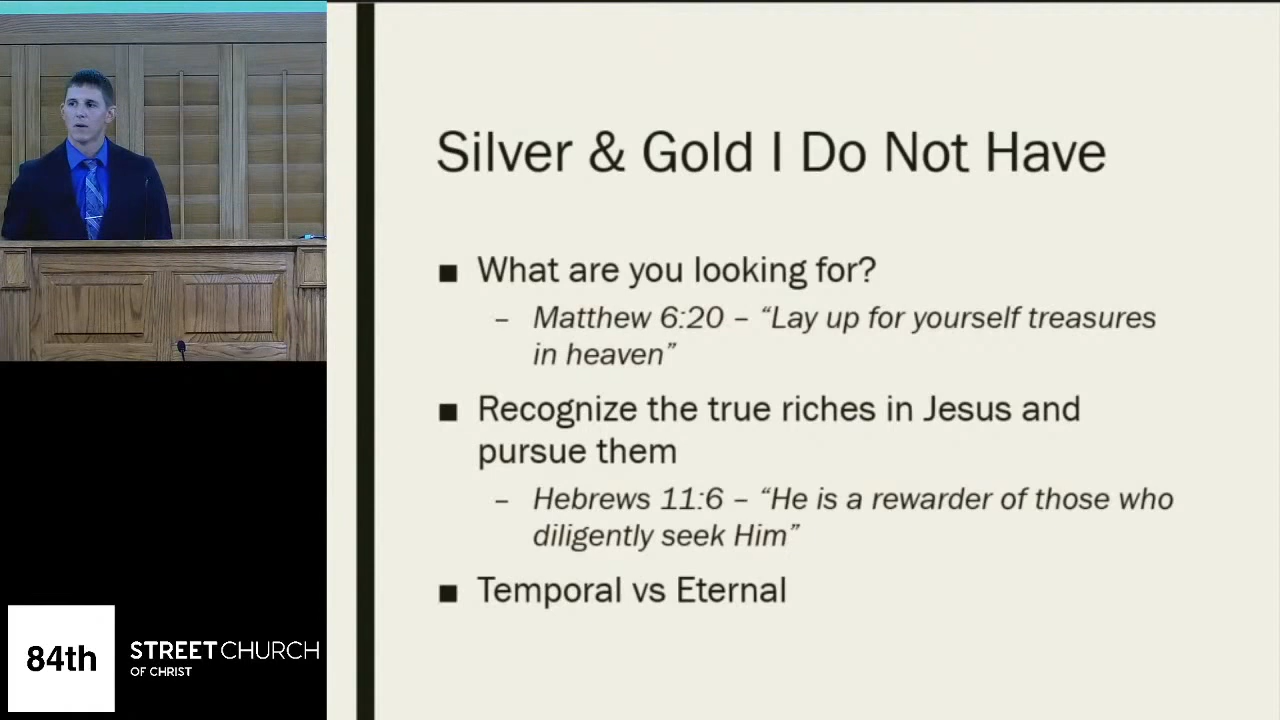 Silver & Gold I Do Not Have
■ What are you looking for?
– Matthew 6:20 – “Lay up for yourself treasures
in heaven”
■ Recognize the true riches in Jesus and
pursue them
– Hebrews 11:6 – “He is a rewarder of those who
diligently seek Him”
■ Temporal vs Eternal
84th
STREET CHURCH
OF CHRIST